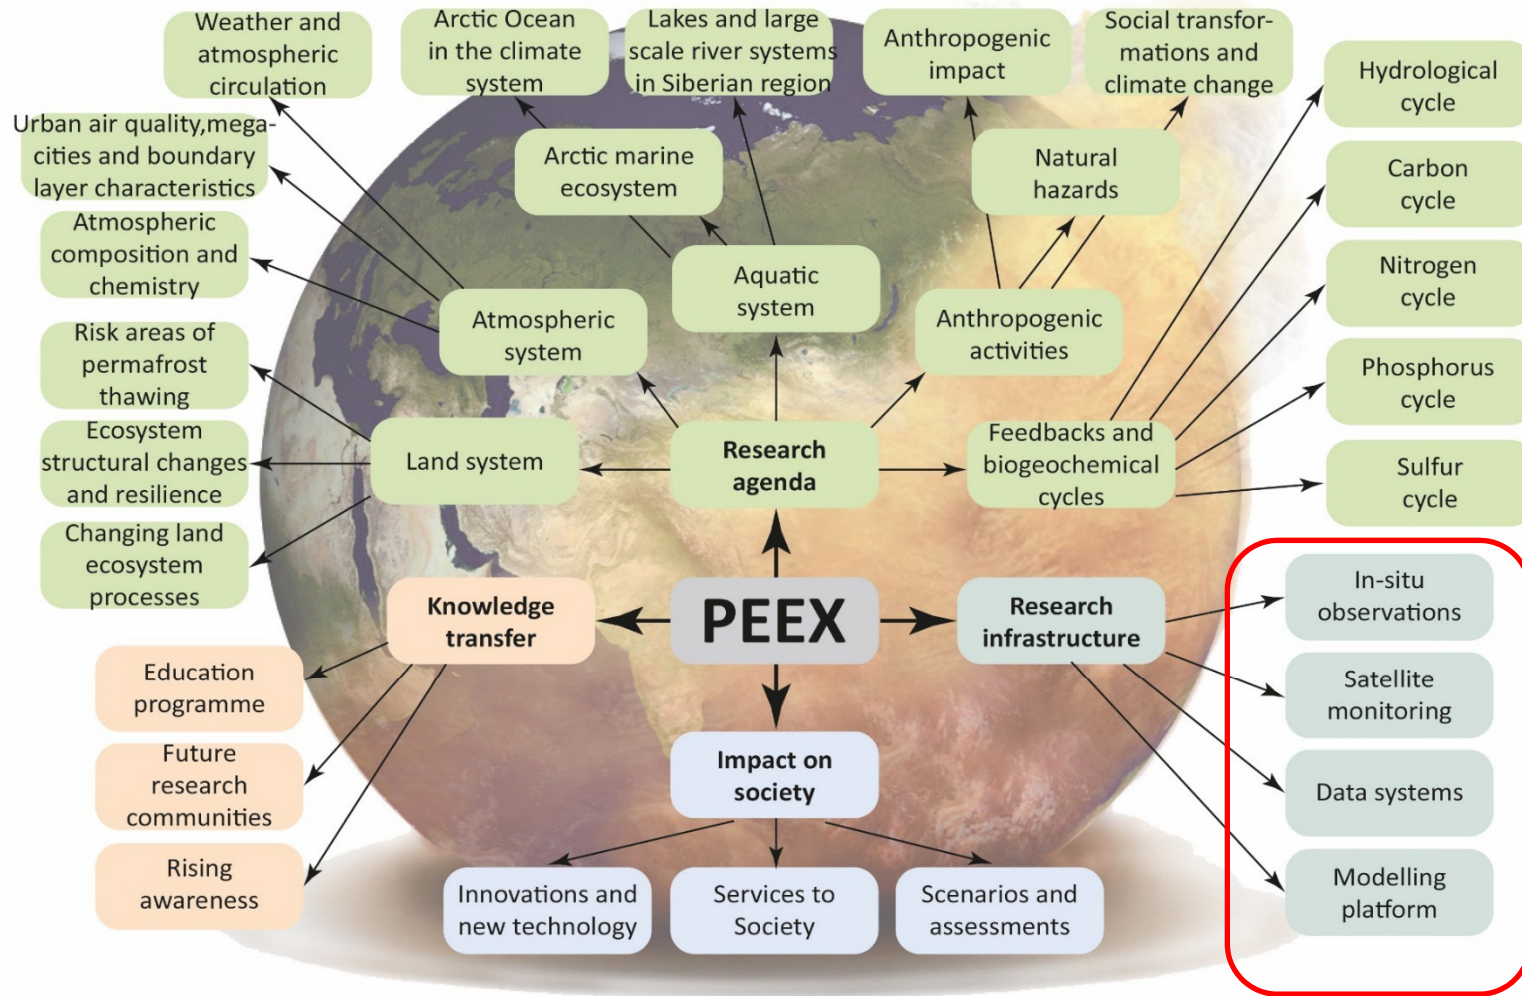 Weather and
atmospheric
circulation
Arctic Ocean
in the climate
system
Lakes and large
scale river systems
in Siberian region
Anthropogenic
impact
Social transfor-
mations and
climate change
Hydrological
cycle
Urban air quality,mega-
cities and boundary
layer characteristics
Arctic marine
ecosystem
Natural
hazards
Carbon
cycle
Atmospheric
composition and
chemistry
Aquatic
system
Nitrogen
cycle
Atmospheric
system
Anthropogenic
activities
Risk areas of
permafrost
thawing
Phosphorus
cycle
Ecosystem
structural changes
and resilience
Land system
Research
agenda
Feedbacks and
biogeochemical
cycles
Sulfur
cycle
Changing land
ecosystem
processes
Knowledge
transfer
PEEX
Research
infrastructure
In-situ
observations
Education
programme
Satellite
monitoring
Future
research
communities
Impact on
society
Data systems
Rising
awareness
Innovations and
new technology
Services to
Society
Scenarios and
assessments
Modelling
platform